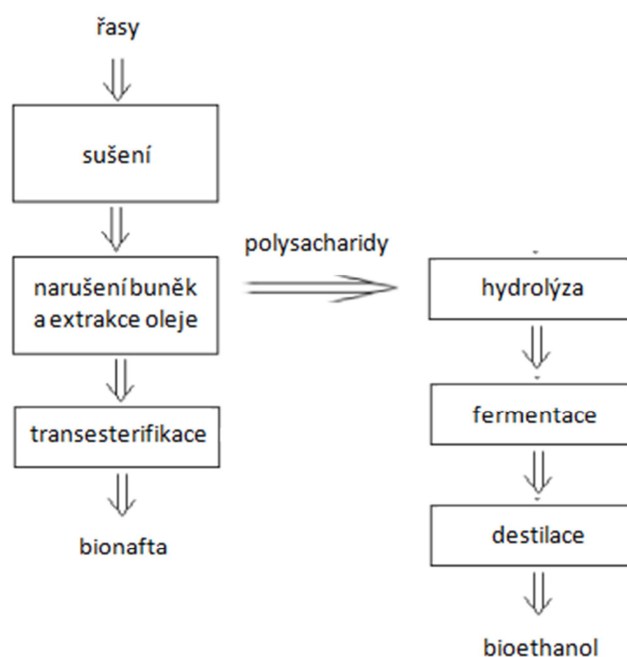 řasy
sušení
narušení buněk
a extrakce oleje
transesterifikace
bionafta
polysacharidy
hydrolýza
fermentace
destilace
bioethanol